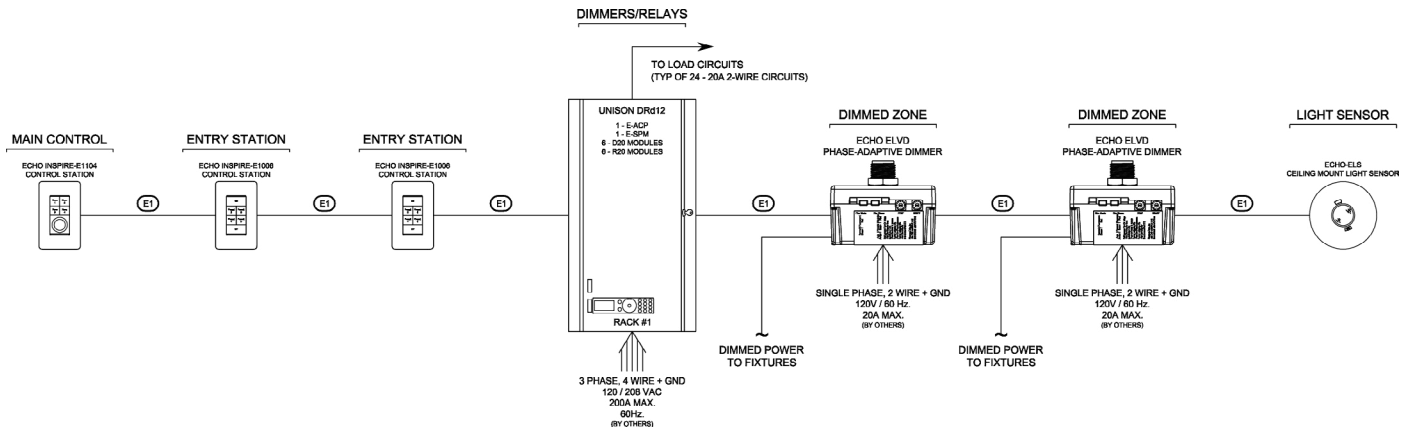 DIMMERS/RELAYS
TO LOAD CIRCUITS
(TYP OF 24 - 20A 2-WIRE CIRCUITS)
MAIN CONTROL
ECHO INSPIRE-E1104
CONTROL STATION
E1
ENTRY STATION
ECHO INSPIRE-E1006
CONTROL STATION
E1
ENTRY STATION
ECHO INSPIRE-E1006
CONTROL STATION
E1
UNISON DRd12
1 - E-ACP
1 - E-SPM
6 - D20 MODULES
6 - R20 MODULES
RACK #1
3 PHASE, 4 WIRE + GND
120 / 208 VAC
200A MAX.
60Hz.
(BY OTHERS)
E1
DIMMED ZONE
ECHO ELVD
PHASE-ADAPTIVE DIMMER
SINGLE PHASE, 2 WIRE + GND
120V / 60 Hz.
20A MAX.
(BY OTHERS)
DIMMED POWER
TO FIXTURES
E1
DIMMED ZONE
ECHO ELVD
PHASE-ADAPTIVE DIMMER
SINGLE PHASE, 2 WIRE + GND
120V / 60 Hz.
20A MAX.
(BY OTHERS)
DIMMED POWER
TO FIXTURES
E1
LIGHT SENSOR
ECHO-ELS
CEILING MOUNT LIGHT SENSOR